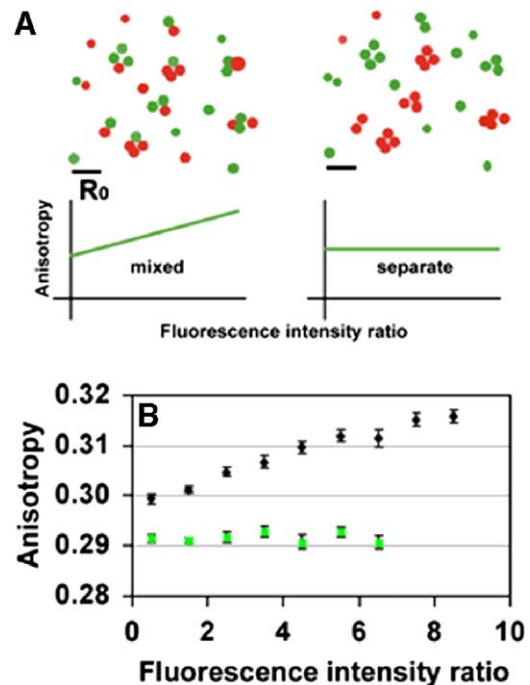 A
R0
Anisotropy
mixed
separate
Fluorescence intensity ratio
B
0.32
0.31
0.30
0.29
0.28
Anisotropy
0 2 4 6 8 10
Fluorescence intensity ratio